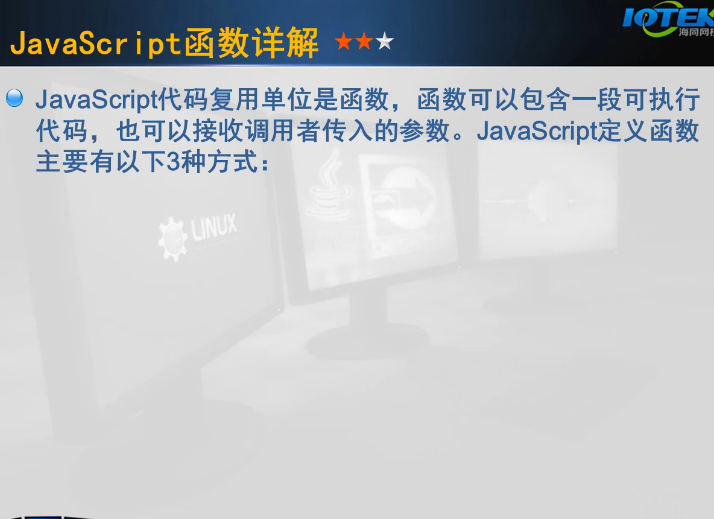 JavaScript函数详解 ★★★
IOTEK
海同网校
JavaScript代码复用单位是函数，函数可以包含一段可执行
代码，也可以接收调用者传入的参数。JavaScript定义函数
主要有以下3种方式：
LINUX